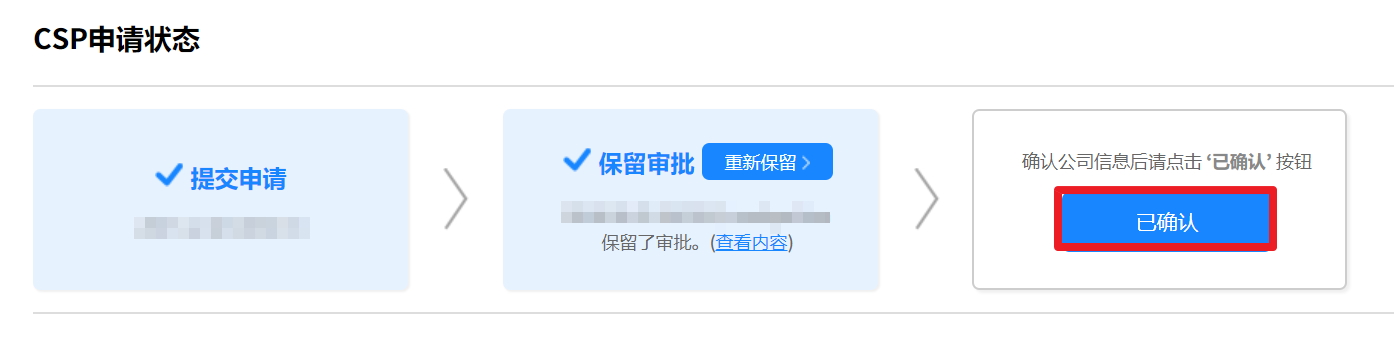 CSP申请状态
提交申请
保留审批 重新保留
保留了审批。(查看内容)
确认公司信息后请点击 ‘已确认’ 按钮
已确认